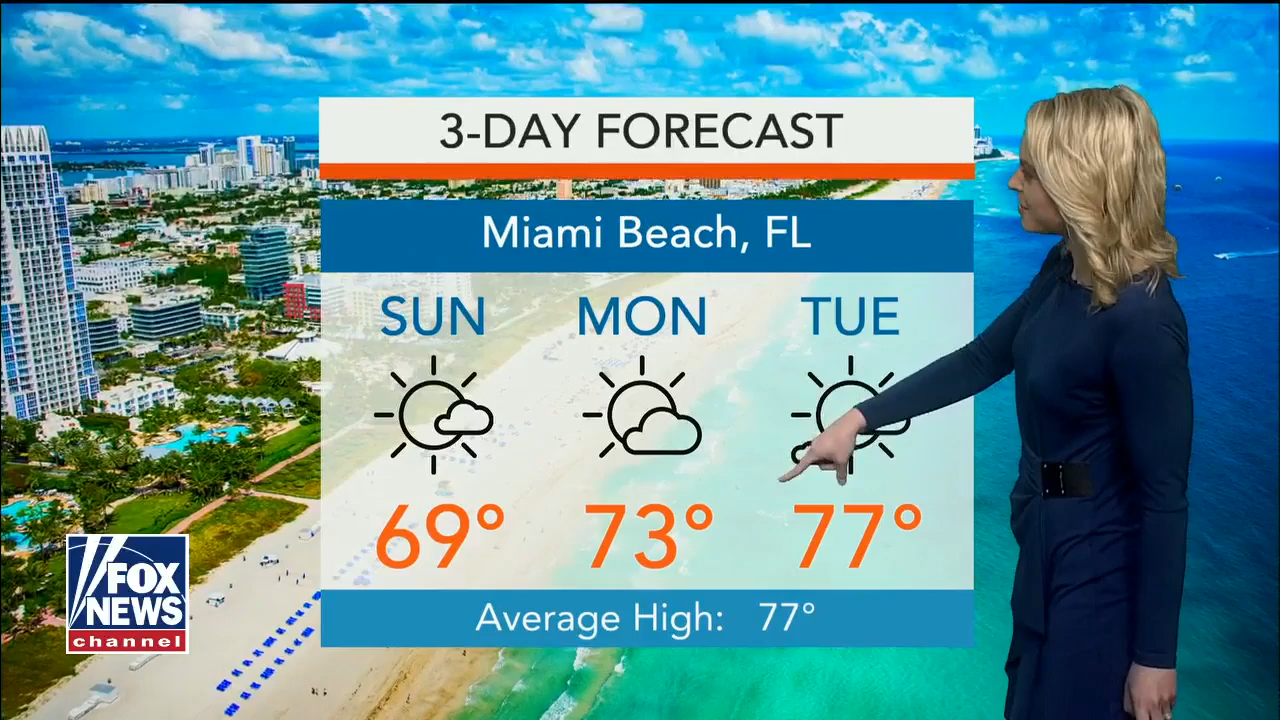 3-DAY FORECAST
Miami Beach, FL
SUN MON TUE
69° 73° 77°
Average High: 77°
FOX
NEWS
channel